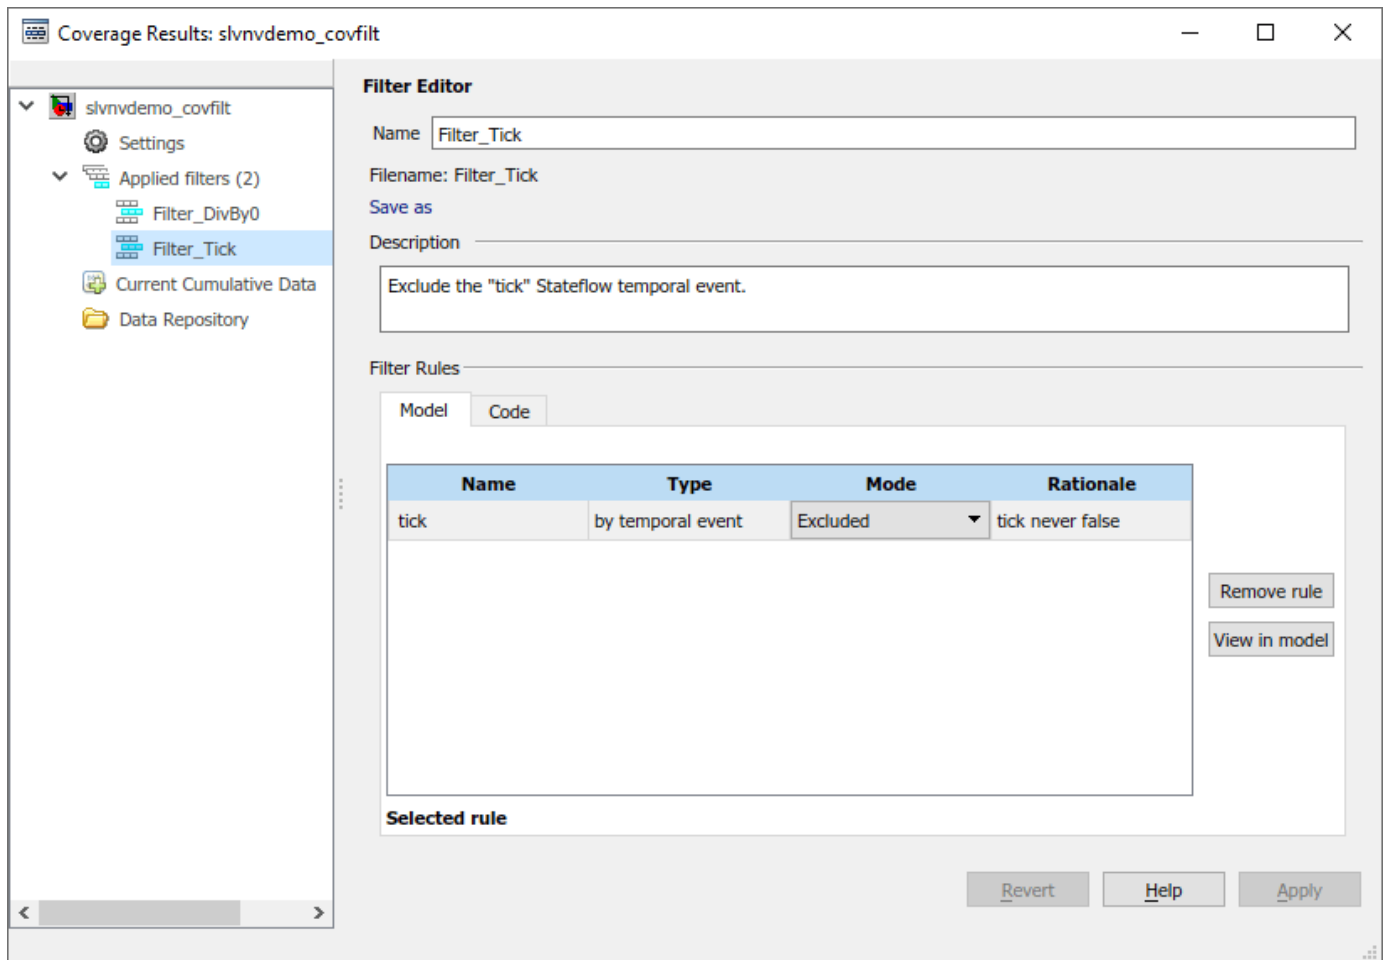 Coverage Results: slvnvdemo_covfilt
slvnvdemo_covfilt
Settings
Applied filters (2)
Filter_DivBy0
Filter_Tick
Current Cumulative Data
Data Repository
Filter Editor
Name Filter_Tick
Filename: Filter_Tick
Save as
Description
Exclude the "tick" Stateflow temporal event.
Filter Rules
Model Code
Name Type Mode Rationale
tick by temporal event Excluded tick never false
Remove rule
View in model
Selected rule
Revert Help Apply